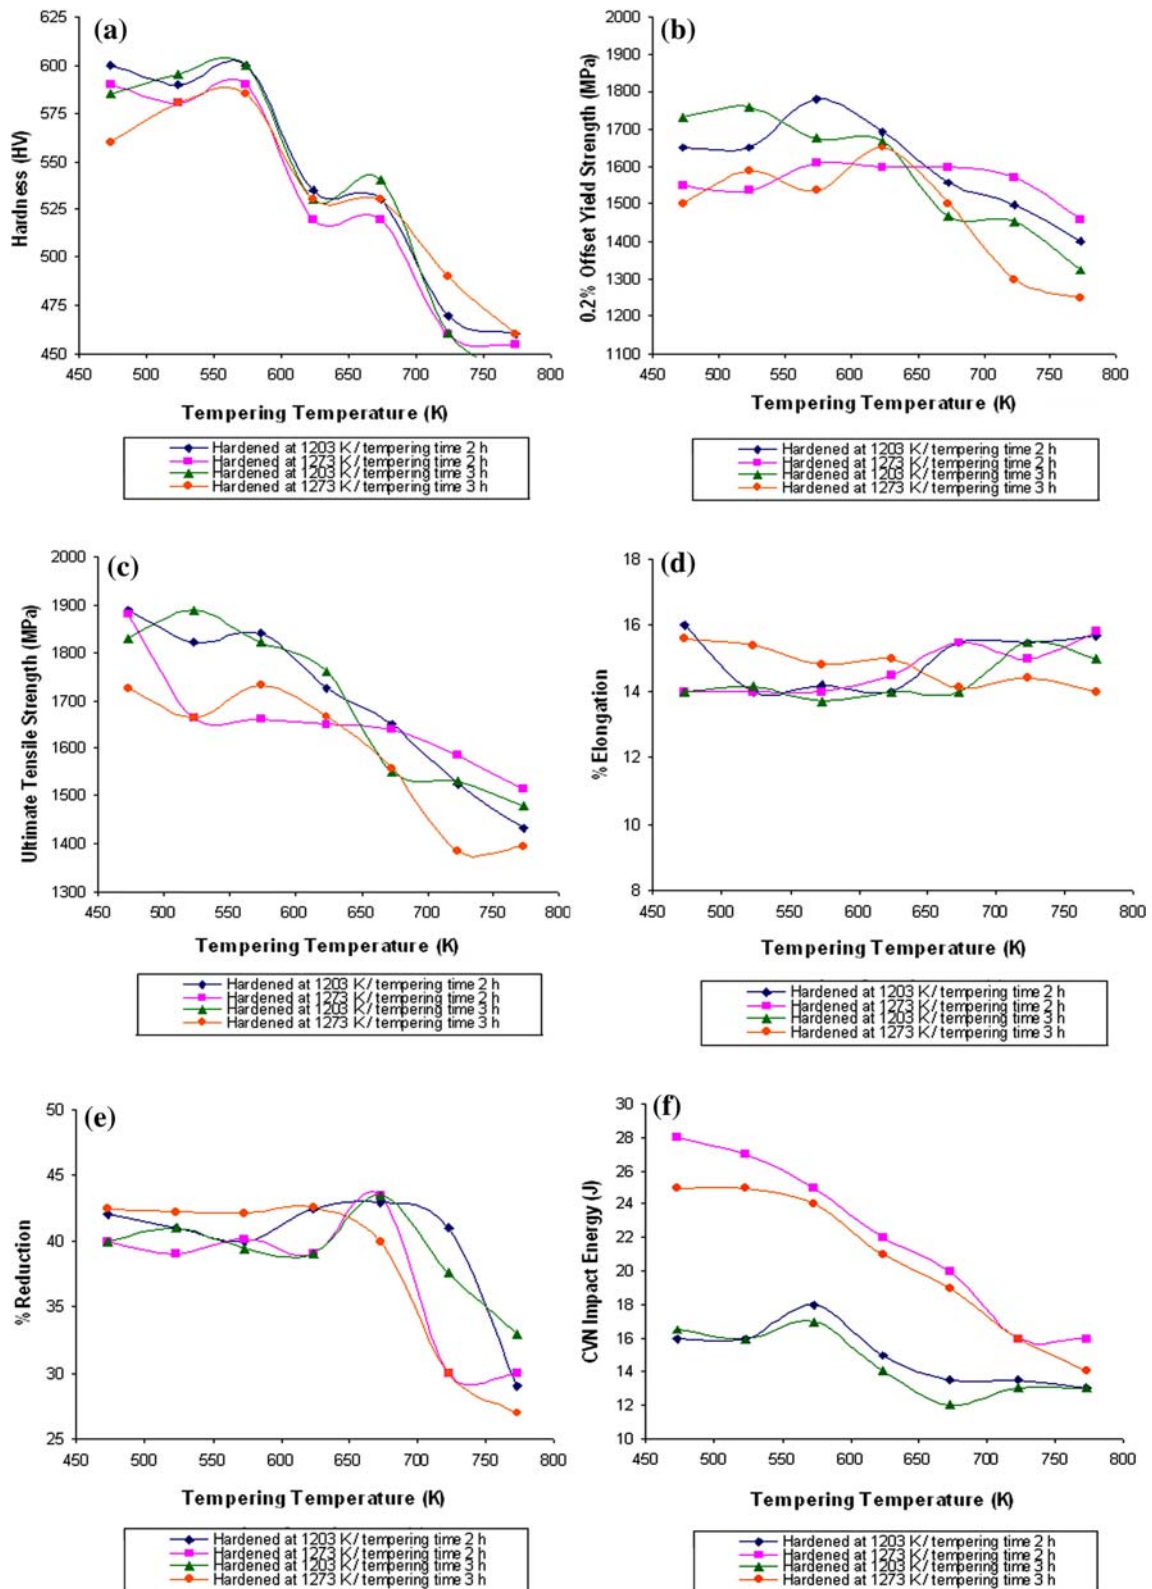 (a)
625
600
575
550
525
500
475
450
Hardness (HV)
450 500 550 600 650 700 750 800
Tempering Temperature (K)
Hardened at 1203 K/ tempering time 2 h
Hardened at 1273 K/ tempering time 2 h
Hardened at 1203 K/ tempering time 3 h
Hardened at 1273 K/ tempering time 3 h
(b)
2000
1900
1800
1700
1600
1500
1400
1300
1200
1100
0.2% Offset Yield Strength (MPa)
450 500 550 600 650 700 750 800
Tempering Temperature (K)
Hardened at 1203 K/ tempering time 2 h
Hardened at 1273 K/ tempering time 2 h
Hardened at 1203 K/ tempering time 3 h
Hardened at 1273 K/ tempering time 3 h
(c)
2000
1900
1800
1700
1600
1500
1400
1300
Ultimate Tensile Strength (MPa)
450 500 550 600 650 700 750 800
Tempering Temperature (K)
Hardened at 1203 K/ tempering time 2 h
Hardened at 1273 K/ tempering time 2 h
Hardened at 1203 K/ tempering time 3 h
Hardened at 1273 K/ tempering time 3 h
(d)
18
16
14
12
10
8
% Elongation
450 500 550 600 650 700 750 800
Tempering Temperature (K)
Hardened at 1203 K/ tempering time 2 h
Hardened at 1273 K/ tempering time 2 h
Hardened at 1203 K/ tempering time 3 h
Hardened at 1273 K/ tempering time 3 h
(e)
50
45
40
35
30
25
% Reduction
450 500 550 600 650 700 750 800
Tempering Temperature (K)
Hardened at 1203 K/ tempering time 2 h
Hardened at 1273 K/ tempering time 2 h
Hardened at 1203 K/ tempering time 3 h
Hardened at 1273 K/ tempering time 3 h
(f)
30
28
26
24
22
20
18
16
14
12
10
CVN Impact Energy (J)
450 500 550 600 650 700 750 800
Tempering Temperature (K)
Hardened at 1203 K/ tempering time 2 h
Hardened at 1273 K/ tempering time 2 h
Hardened at 1203 K/ tempering time 3 h
Hardened at 1273 K/ tempering time 3 h